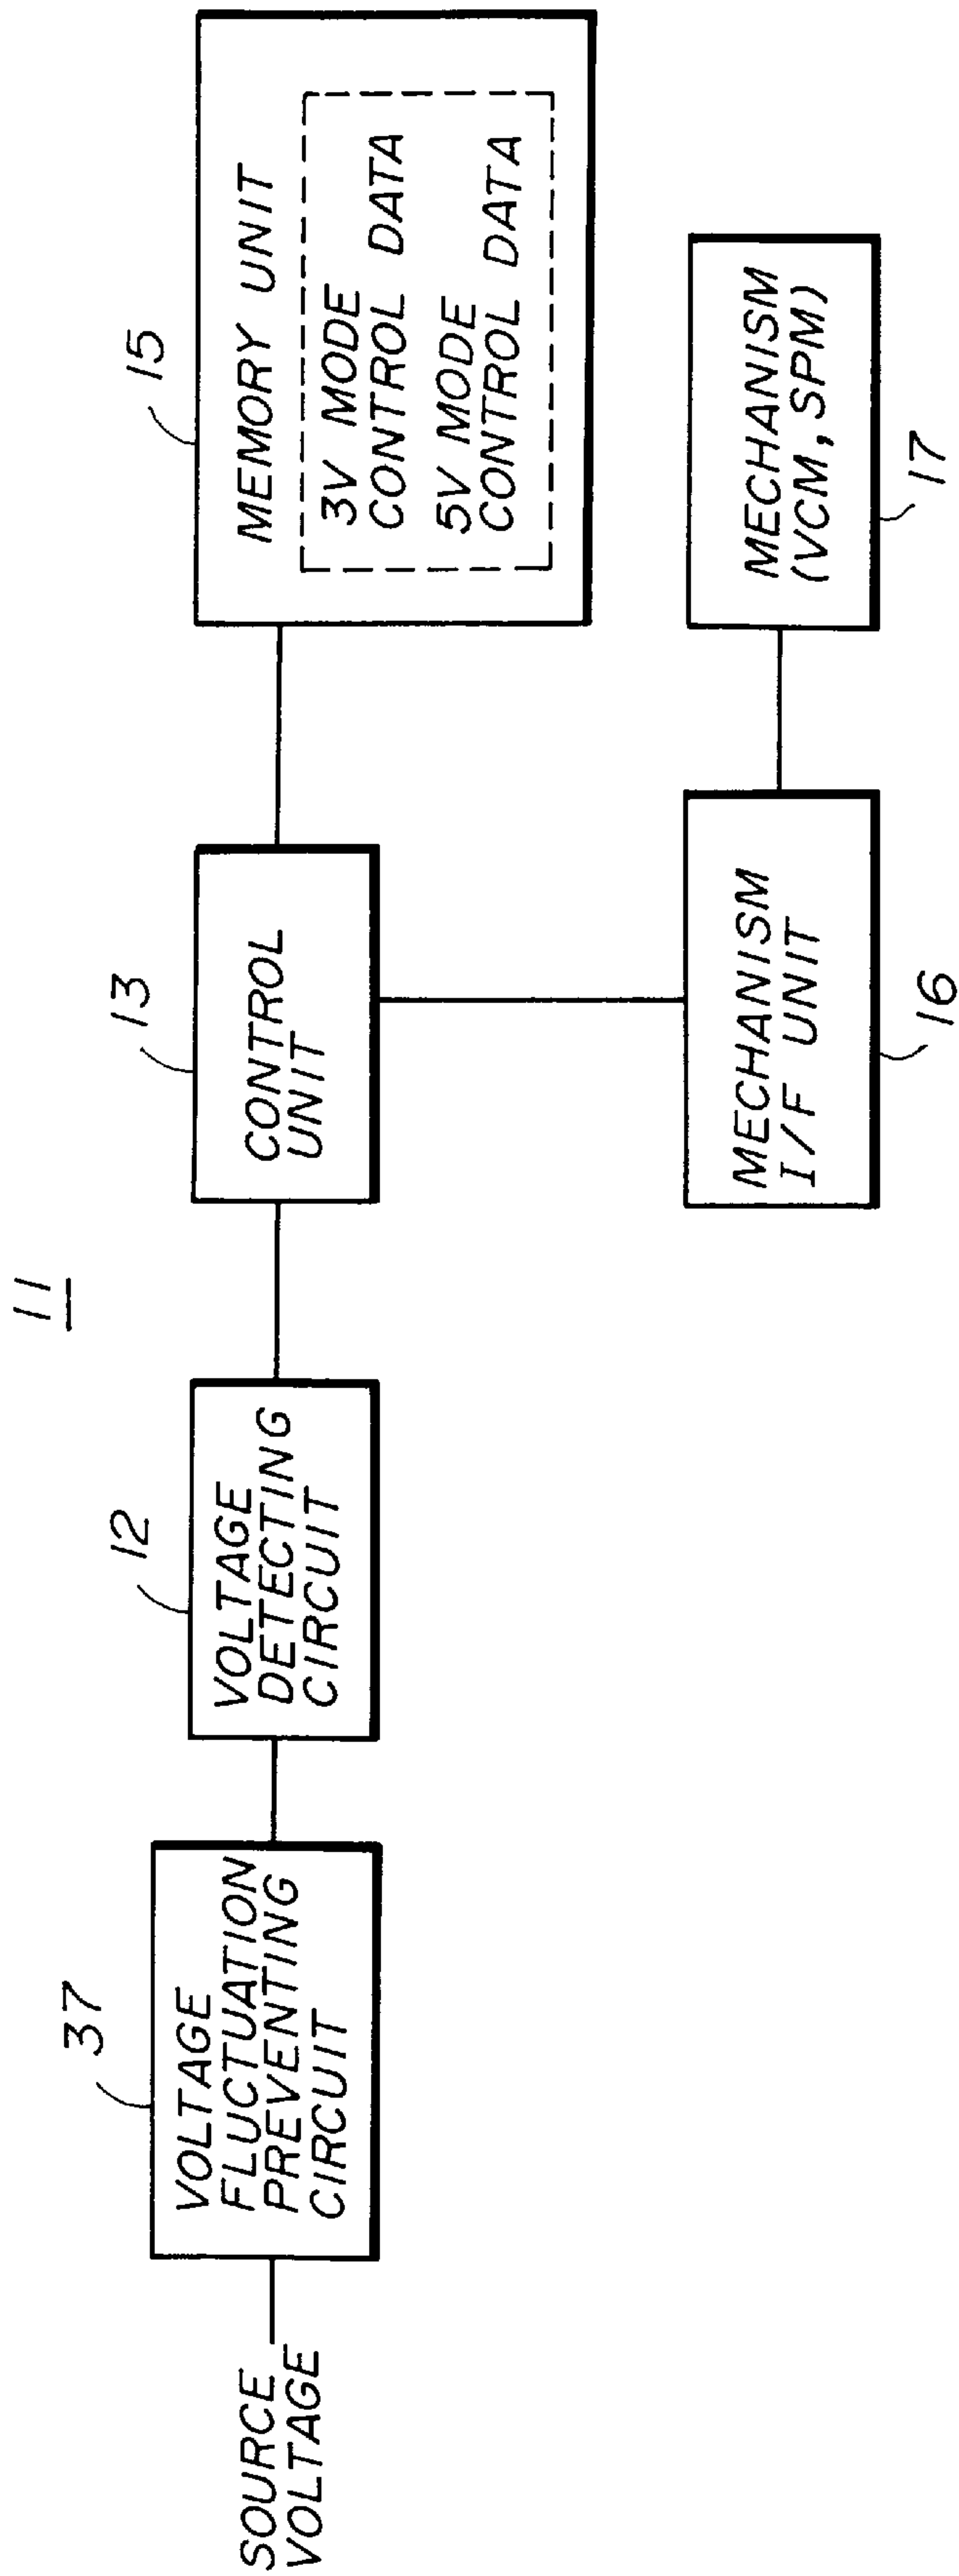 11
SOURCE
VOLTAGE
37
VOLTAGE
FLUCTUATION
PREVENTING
CIRCUIT
12
VOLTAGE
DETECTING
CIRCUIT
13
CONTROL
UNIT
15
MEMORY UNIT
3V MODE
CONTROL DATA
5V MODE
CONTROL DATA
MECHANISM
I/F UNIT
16
MECHANISM
(VCM, SPM)
17